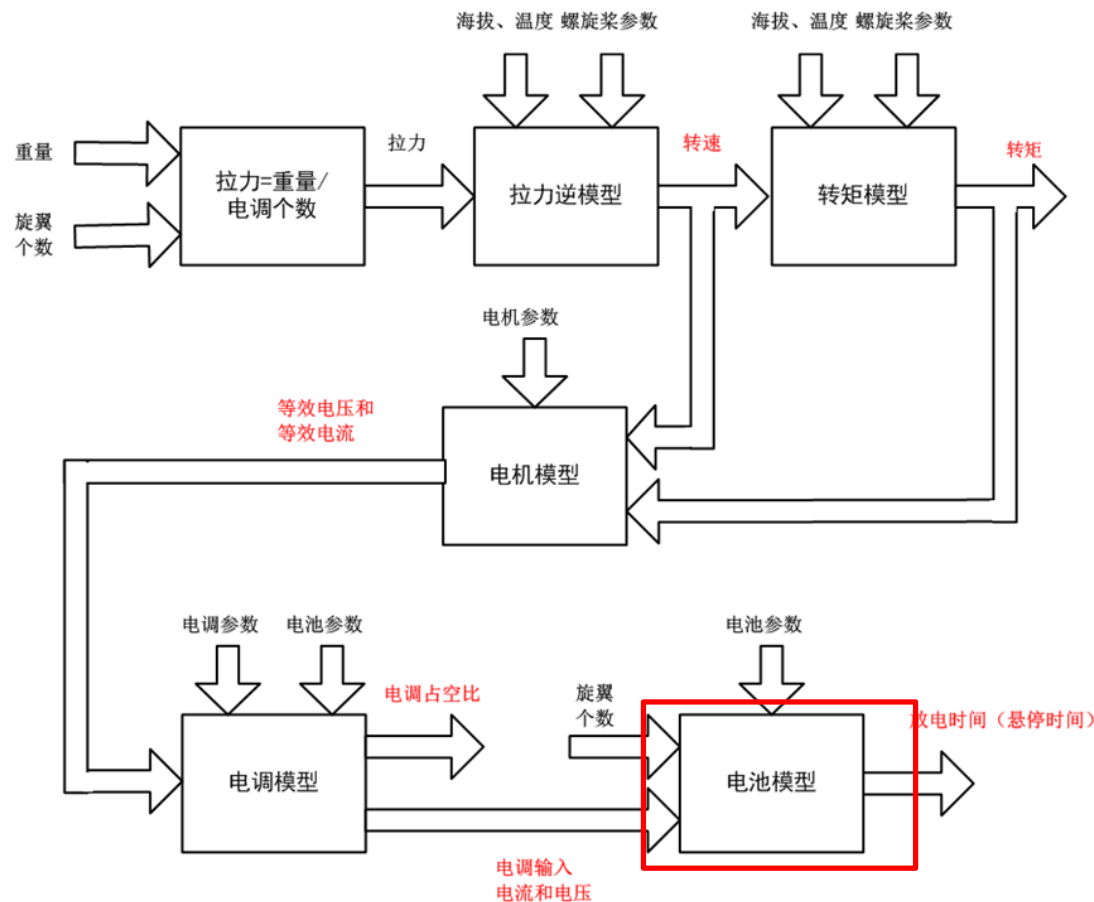 海拔、温度 螺旋桨参数
海拔、温度 螺旋桨参数
重量
旋翼
个数
拉力=重量/
电调个数
拉力
拉力逆模型
转速
转矩模型
转矩
电机参数
等效电压和
等效电流
电机模型
电调参数
电池参数
电调占空比
旋翼
个数
电池参数
放电时间（悬停时间）
电调模型
电池模型
电调输入
电流和电压